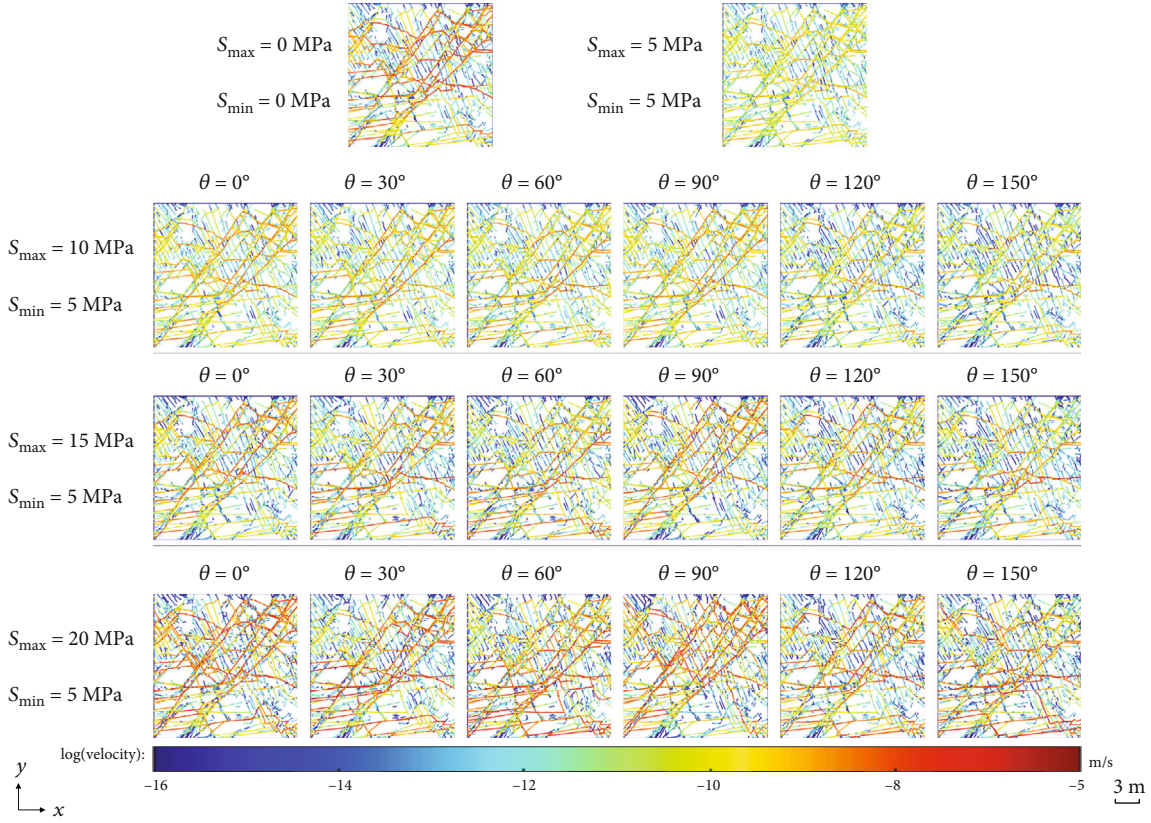 S_max = 0 MPa
S_min = 0 MPa
S_max = 5 MPa
S_min = 5 MPa
θ = 0° θ = 30° θ = 60° θ = 90° θ = 120° θ = 150°
S_max = 10 MPa
S_min = 5 MPa
θ = 0° θ = 30° θ = 60° θ = 90° θ = 120° θ = 150°
S_max = 15 MPa
S_min = 5 MPa
θ = 0° θ = 30° θ = 60° θ = 90° θ = 120° θ = 150°
S_max = 20 MPa
S_min = 5 MPa
log(velocity): m/s
–16 –14 –12 –10 –8 –5
y
x
3 m